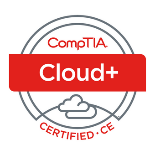 CompTIA.
Cloud+
CERTIFIED • CE